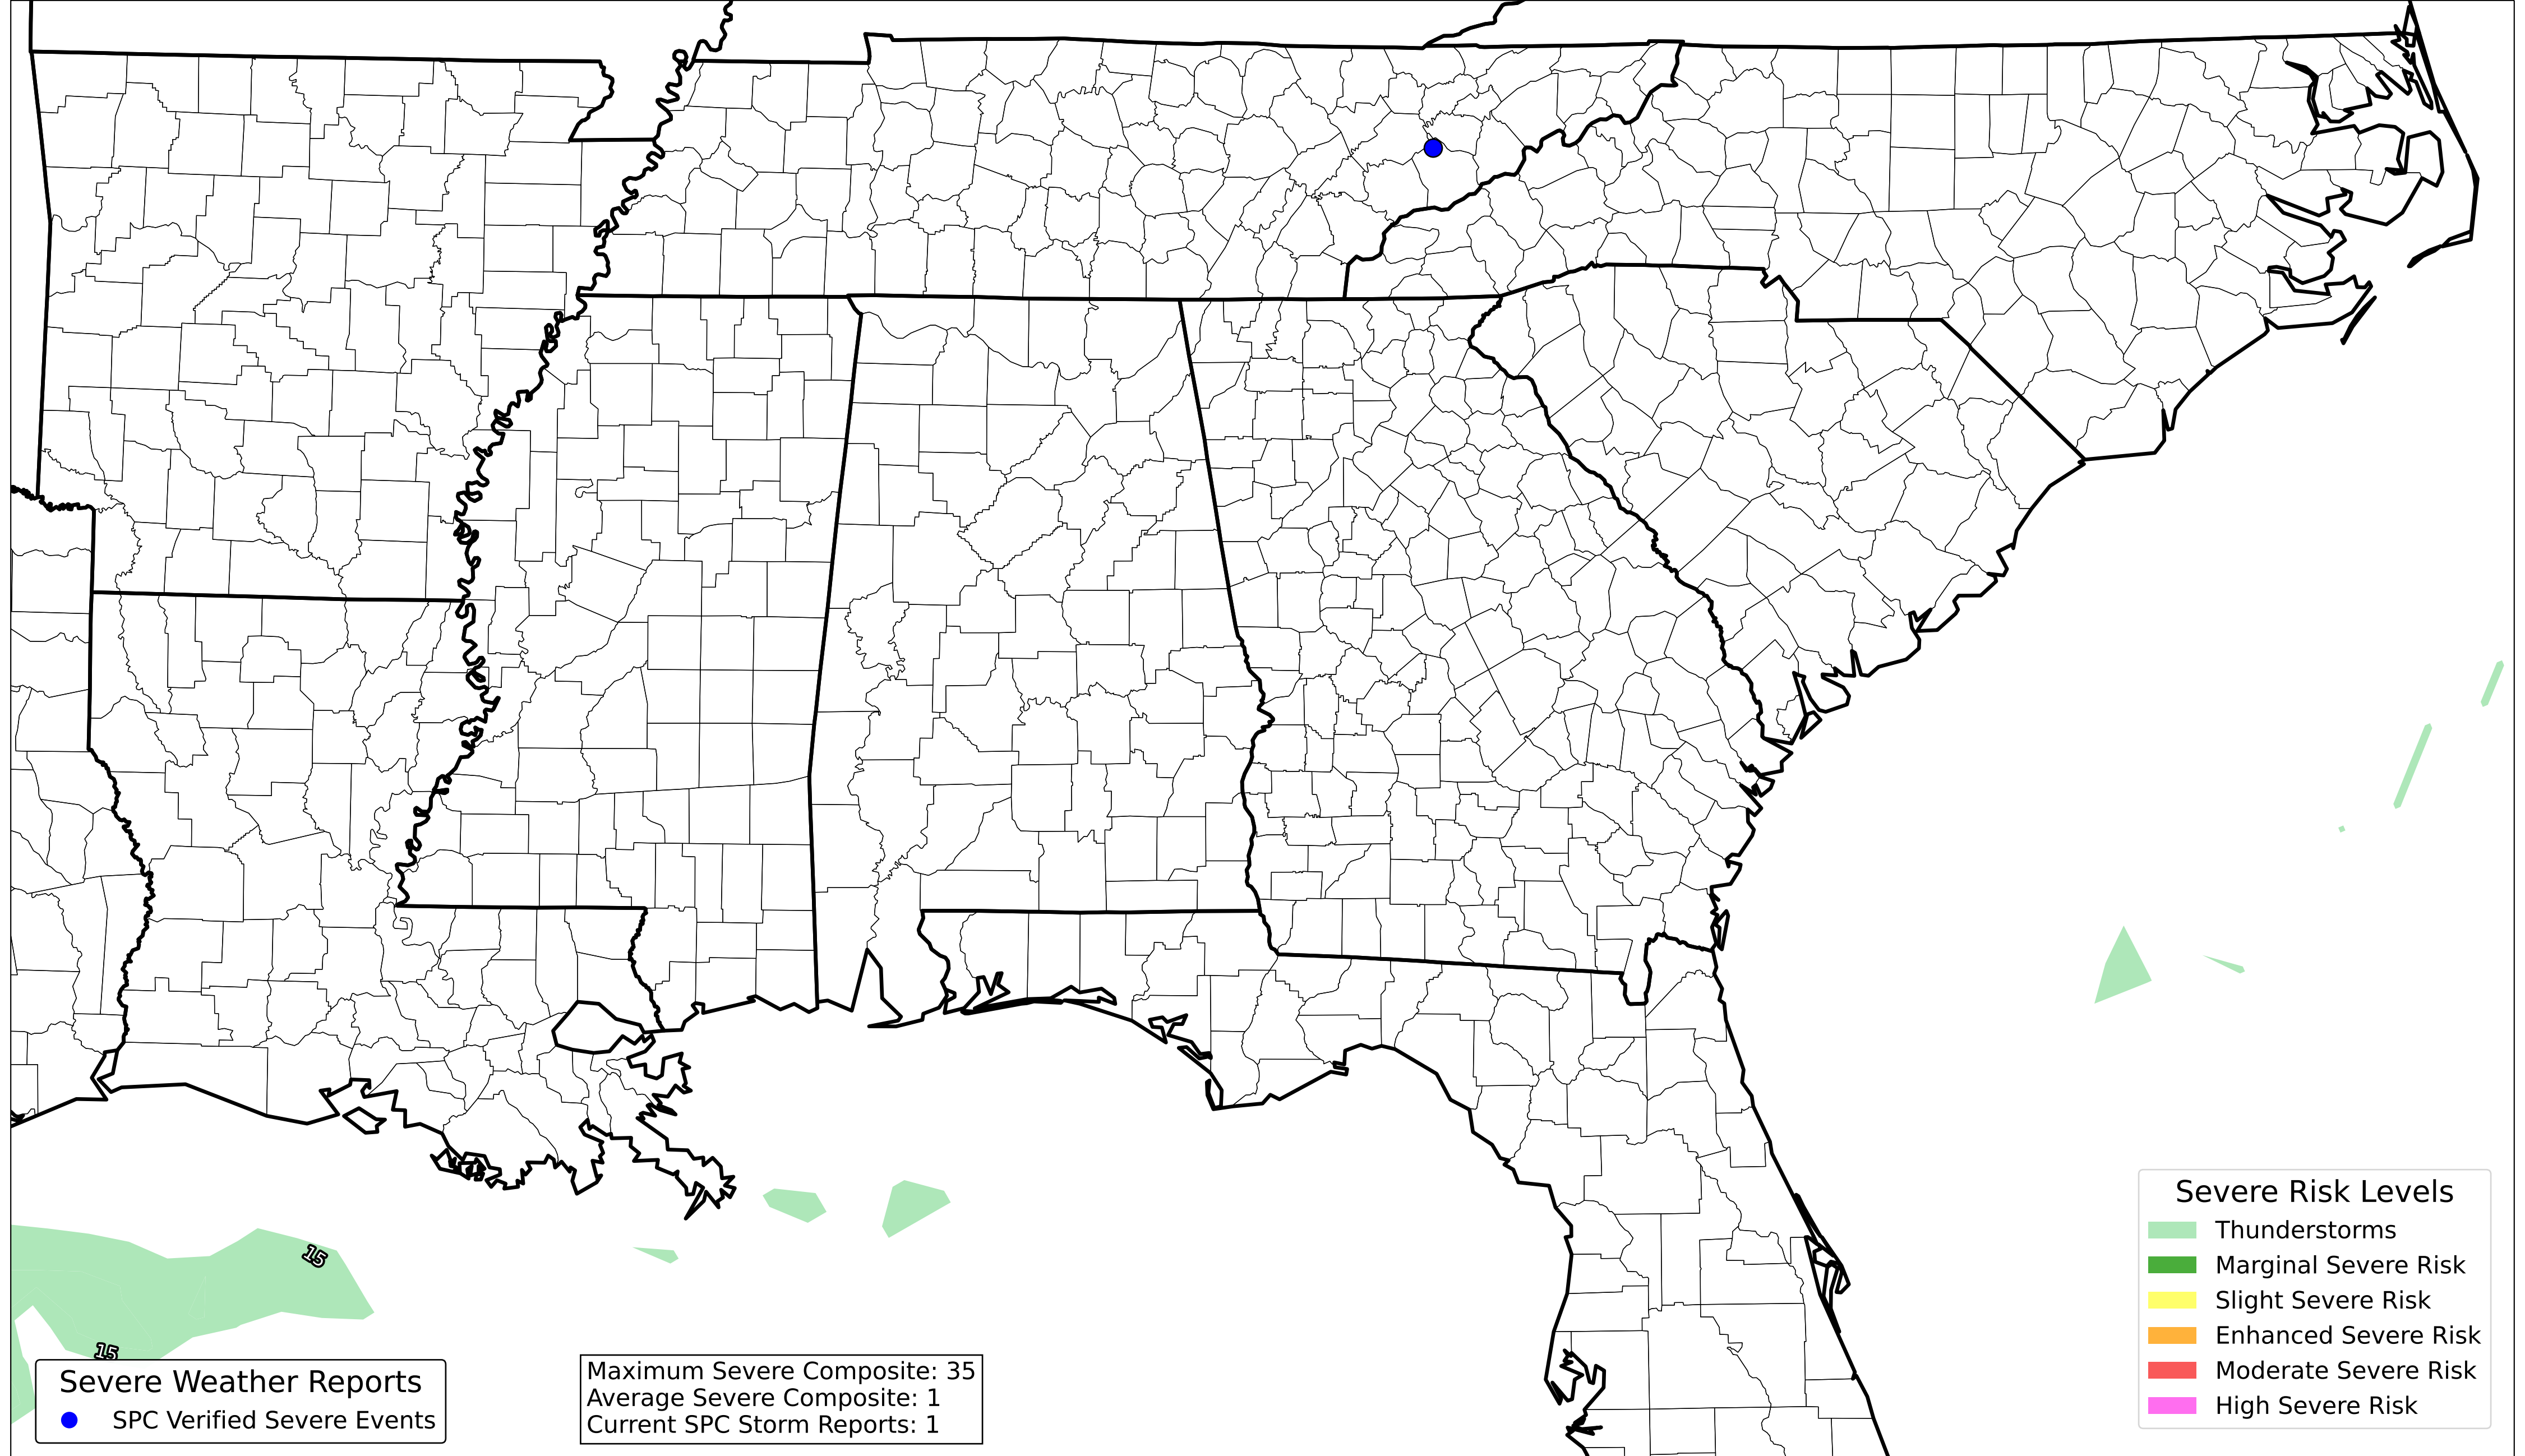 15
15
Severe Weather Reports
SPC Verified Severe Events
Maximum Severe Composite: 35
Average Severe Composite: 1
Current SPC Storm Reports: 1
Severe Risk Levels
Thunderstorms
Marginal Severe Risk
Slight Severe Risk
Enhanced Severe Risk
Moderate Severe Risk
High Severe Risk